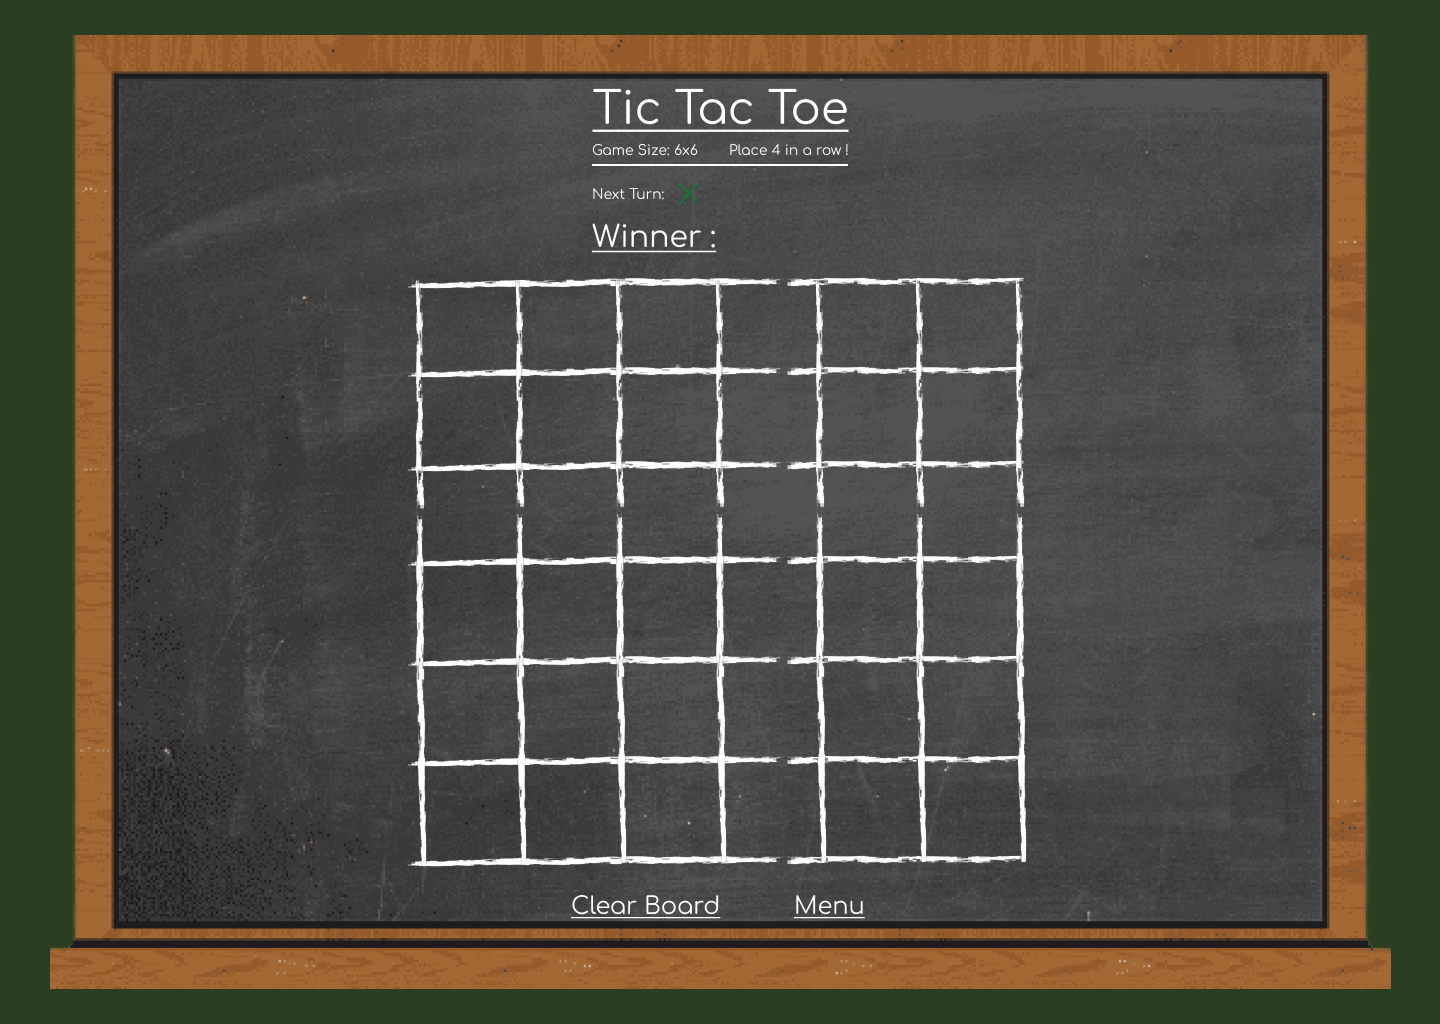 Tic Tac Toe
Game Size: 6x6 Place 4 in a row !
Next Turn:
Winner :
Clear Board Menu